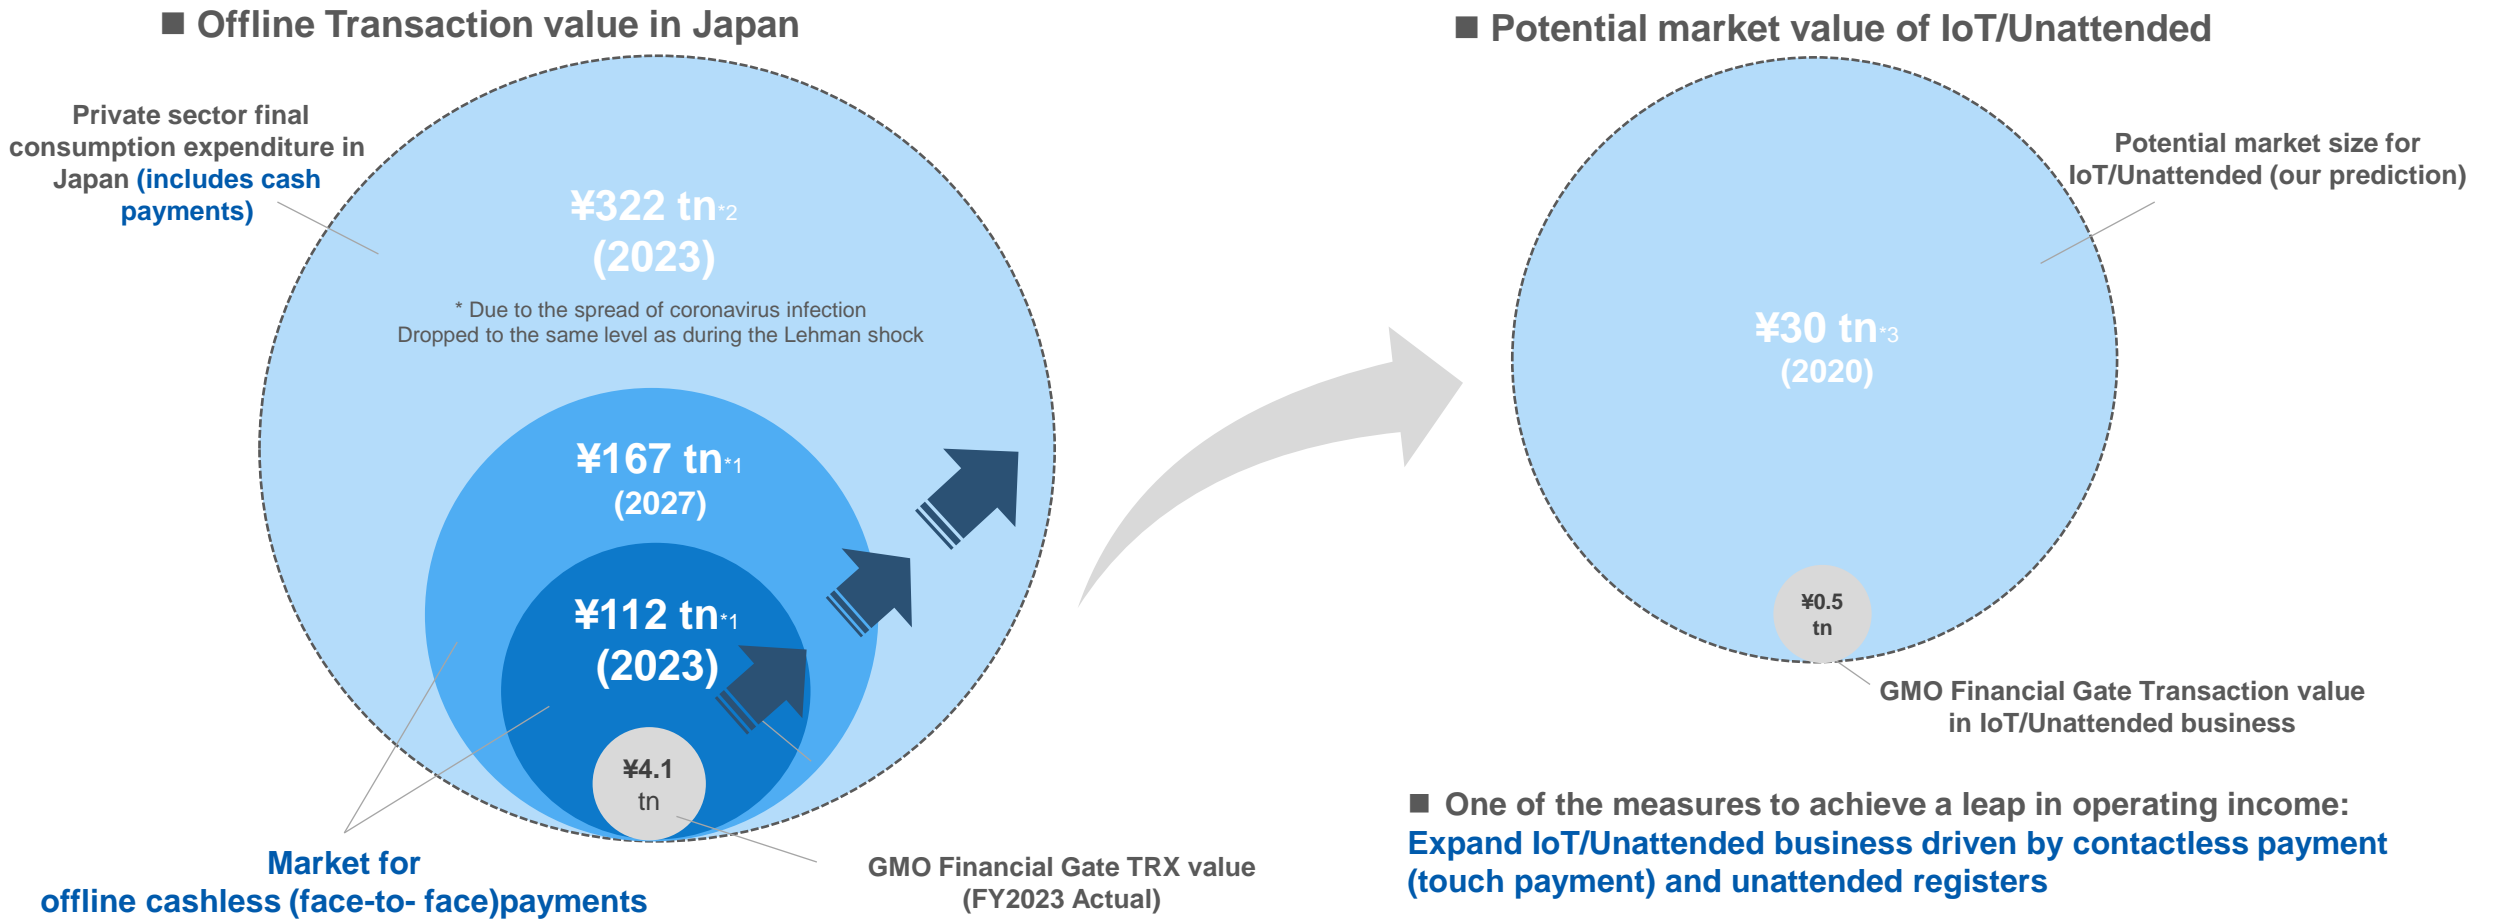 ■ Offline Transaction value in Japan
Private sector final
consumption expenditure in
Japan (includes cash
payments)
¥322 tn*2
(2023)
* Due to the spread of coronavirus infection
Dropped to the same level as during the Lehman shock
¥167 tn*1
(2027)
¥112 tn*1
(2023)
¥4.1
tn
Market for
offline cashless (face-to- face)payments
GMO Financial Gate TRX value
(FY2023 Actual)
■ Potential market value of IoT/Unattended
Potential market size for
IoT/Unattended (our prediction)
¥30 tn*3
(2020)
¥0.5
tn
GMO Financial Gate Transaction value
in IoT/Unattended business
■ One of the measures to achieve a leap in operating income:
Expand IoT/Unattended business driven by contactless payment
(touch payment) and unattended registers